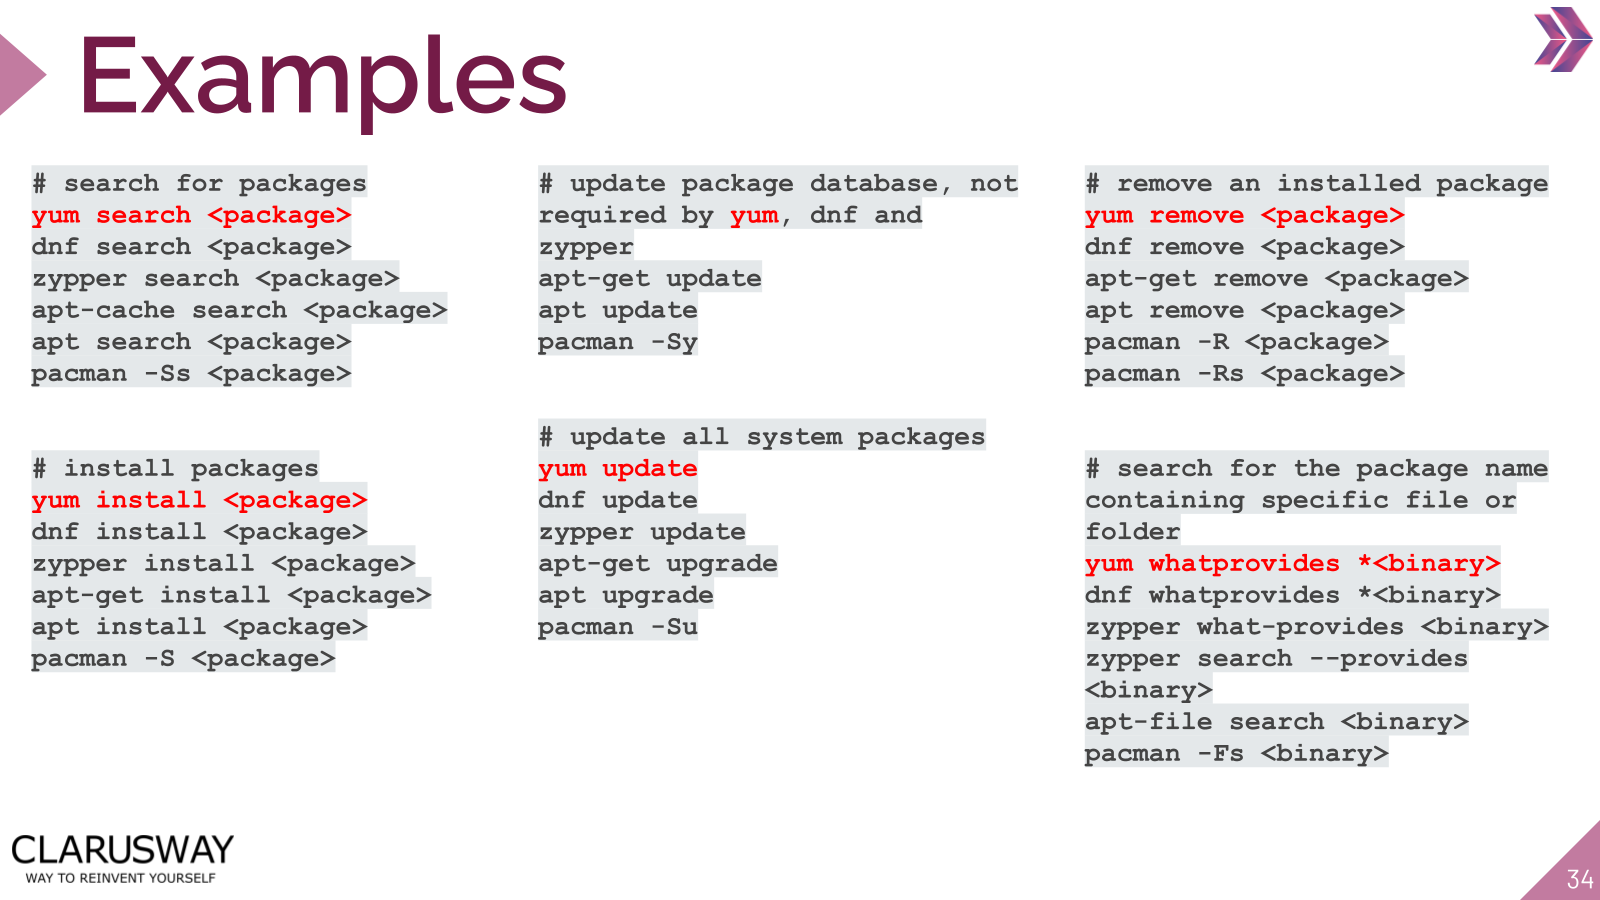 Examples
# search for packages
yum search <package>
dnf search <package>
zypper search <package>
apt-cache search <package>
apt search <package>
pacman -Ss <package>
# install packages
yum install <package>
dnf install <package>
zypper install <package>
apt-get install <package>
apt install <package>
pacman -S <package>
# update package database, not
required by yum, dnf and
zypper
apt-get update
apt update
pacman -Sy
# update all system packages
yum update
dnf update
zypper update
apt-get upgrade
apt upgrade
pacman -Su
# remove an installed package
yum remove <package>
dnf remove <package>
apt-get remove <package>
apt remove <package>
pacman -R <package>
pacman -Rs <package>
# search for the package name
containing specific file or
folder
yum whatprovides *<binary>
dnf whatprovides *<binary>
zypper what-provides <binary>
zypper search --provides
<binary>
apt-file search <binary>
pacman -Fs <binary>
CLARUSWAY
WAY TO REINVENT YOURSELF
34